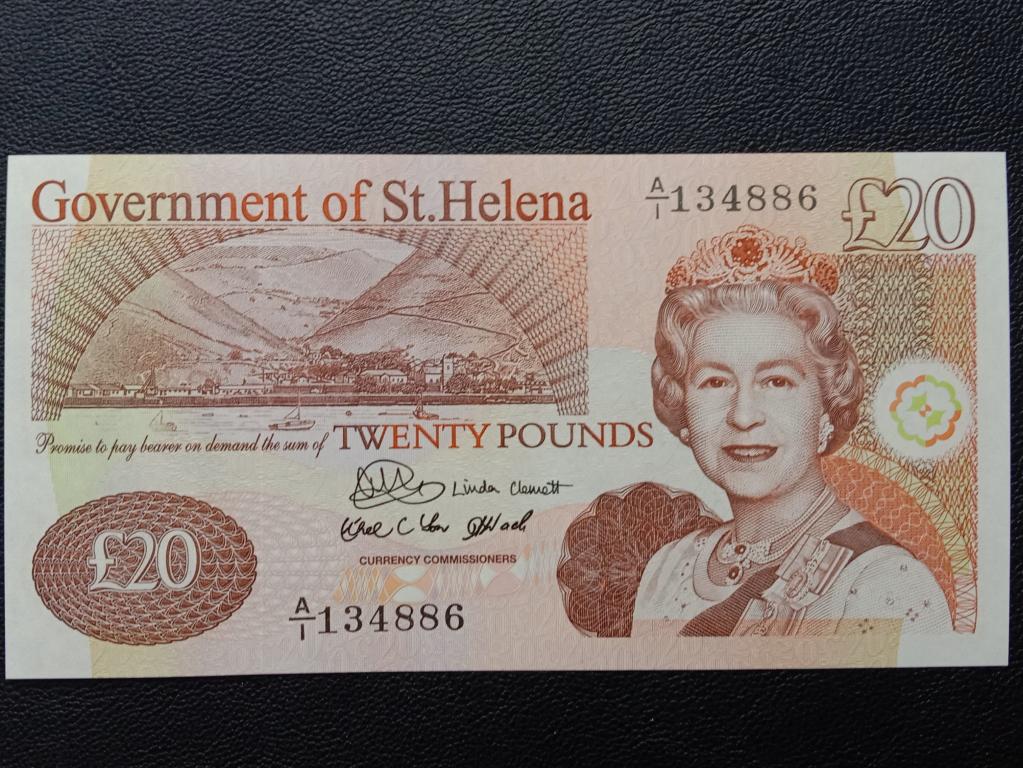 Government of St.Helena
A/1 134886
£20
Promise to pay bearer on demand the sum of TWENTY POUNDS
Linda Clemett
£20
CURRENCY COMMISSIONERS
A/1 134886